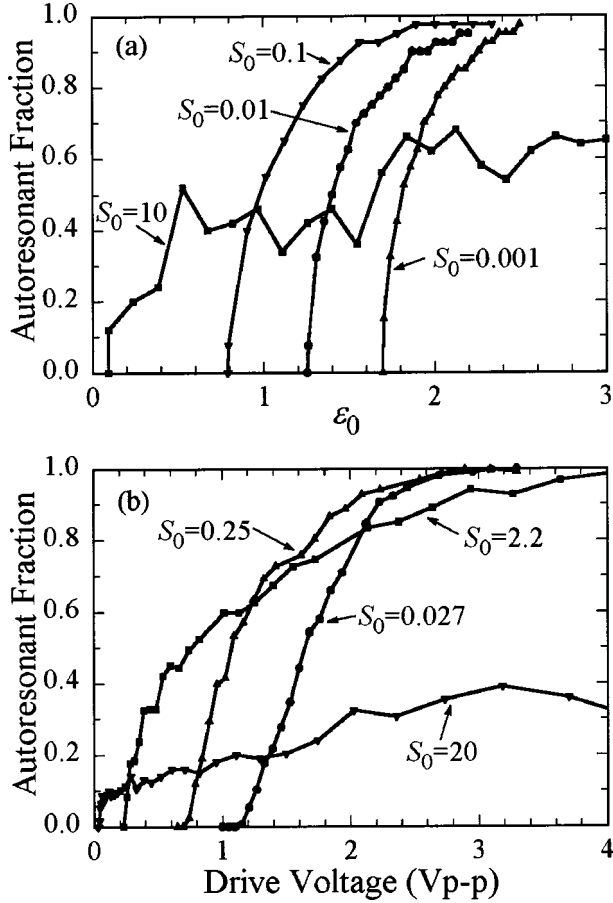 (a)
Autoresonant Fraction
1.0
0.8
0.6
0.4
0.2
0.0
S₀=0.1
S₀=0.01
S₀=10
S₀=0.001
0 1 2 3
ε₀
(b)
Autoresonant Fraction
1.0
0.8
0.6
0.4
0.2
0.0
S₀=0.25
S₀=2.2
S₀=0.027
S₀=20
0 1 2 3 4
Drive Voltage (Vp-p)